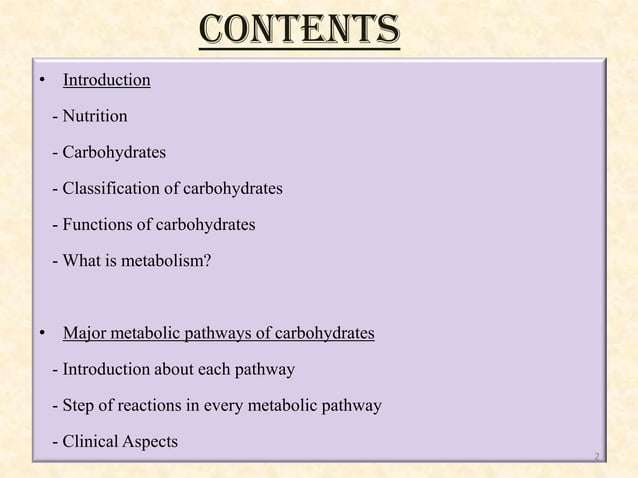 CONTENTS
• Introduction
- Nutrition
- Carbohydrates
- Classification of carbohydrates
- Functions of carbohydrates
- What is metabolism?
• Major metabolic pathways of carbohydrates
- Introduction about each pathway
- Step of reactions in every metabolic pathway
- Clinical Aspects
2